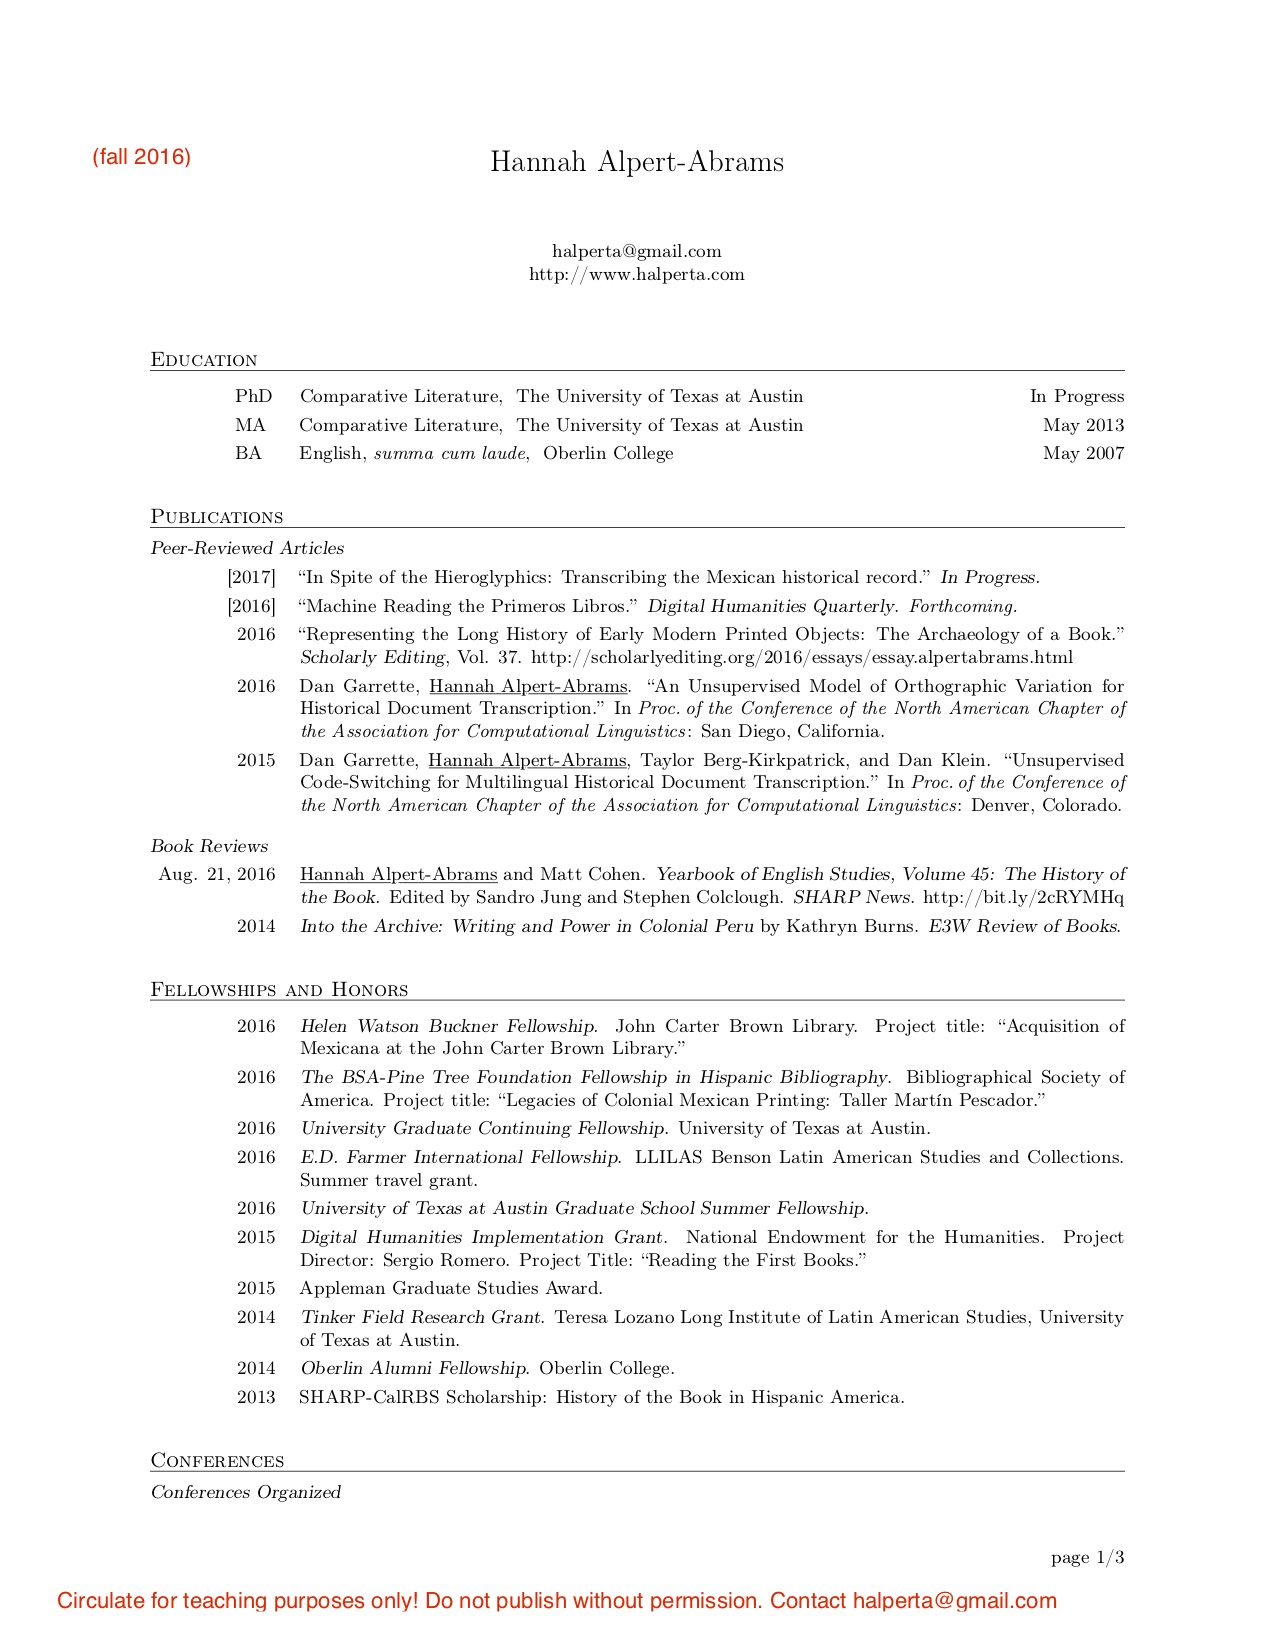 (fall 2016)
Hannah Alpert-Abrams
halperta@gmail.com
http://www.halperta.com
Education
PhD Comparative Literature, The University of Texas at Austin In Progress
MA Comparative Literature, The University of Texas at Austin May 2013
BA English, summa cum laude, Oberlin College May 2007
Publications
Peer-Reviewed Articles
[2017] “In Spite of the Hieroglyphics: Transcribing the Mexican historical record.” In Progress.
[2016] “Machine Reading the Primeros Libros.” Digital Humanities Quarterly. Forthcoming.
2016 “Representing the Long History of Early Modern Printed Objects: The Archaeology of a Book.”
Scholarly Editing, Vol. 37. http://scholarlyediting.org/2016/essays/essay.alpertabrams.html
2016 Dan Garrette, Hannah Alpert-Abrams. “An Unsupervised Model of Orthographic Variation for
Historical Document Transcription.” In Proc. of the Conference of the North American Chapter of
the Association for Computational Linguistics: San Diego, California.
2015 Dan Garrette, Hannah Alpert-Abrams, Taylor Berg-Kirkpatrick, and Dan Klein. “Unsupervised
Code-Switching for Multilingual Historical Document Transcription.” In Proc. of the Conference of
the North American Chapter of the Association for Computational Linguistics: Denver, Colorado.
Book Reviews
Aug. 21, 2016 Hannah Alpert-Abrams and Matt Cohen. Yearbook of English Studies, Volume 45: The History of
the Book. Edited by Sandro Jung and Stephen Colclough. SHARP News. http://bit.ly/2cRYMHq
2014 Into the Archive: Writing and Power in Colonial Peru by Kathryn Burns. E3W Review of Books.
Fellowships and Honors
2016 Helen Watson Buckner Fellowship. John Carter Brown Library. Project title: “Acquisition of
Mexicana at the John Carter Brown Library.”
2016 The BSA-Pine Tree Foundation Fellowship in Hispanic Bibliography. Bibliographical Society of
America. Project title: “Legacies of Colonial Mexican Printing: Taller Martín Pescador.”
2016 University Graduate Continuing Fellowship. University of Texas at Austin.
2016 E.D. Farmer International Fellowship. LLILAS Benson Latin American Studies and Collections.
Summer travel grant.
2016 University of Texas at Austin Graduate School Summer Fellowship.
2015 Digital Humanities Implementation Grant. National Endowment for the Humanities. Project
Director: Sergio Romero. Project Title: “Reading the First Books.”
2015 Appleman Graduate Studies Award.
2014 Tinker Field Research Grant. Teresa Lozano Long Institute of Latin American Studies, University
of Texas at Austin.
2014 Oberlin Alumni Fellowship. Oberlin College.
2013 SHARP-CalRBS Scholarship: History of the Book in Hispanic America.
Conferences
Conferences Organized
page 1/3
Circulate for teaching purposes only! Do not publish without permission. Contact halperta@gmail.com